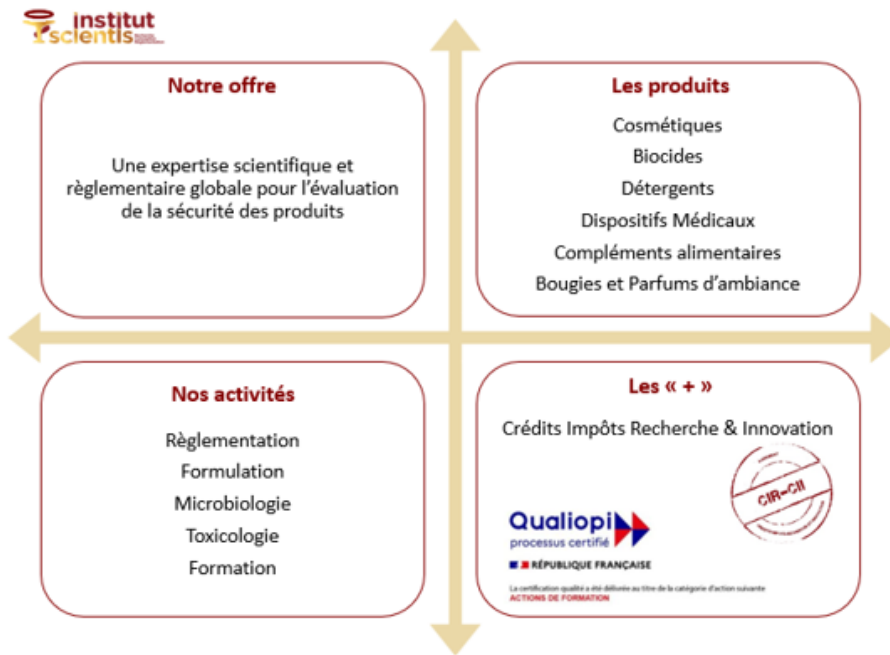 institut
scientis
Notre offre
Une expertise scientifique et
règlementaire globale pour l'évaluation
de la sécurité des produits
Les produits
Cosmétiques
Biocides
Détergents
Dispositifs Médicaux
Compléments alimentaires
Bougies et Parfums d'ambiance
Nos activités
Règlementation
Formulation
Microbiologie
Toxicologie
Formation
Les « + »
Crédits Impôts Recherche & Innovation
CIR-CII
Qualiopi
processus certifié
RÉPUBLIQUE FRANÇAISE
La certification qualité a été délivrée au titre de la catégorie d'action suivante
ACTIONS DE FORMATION